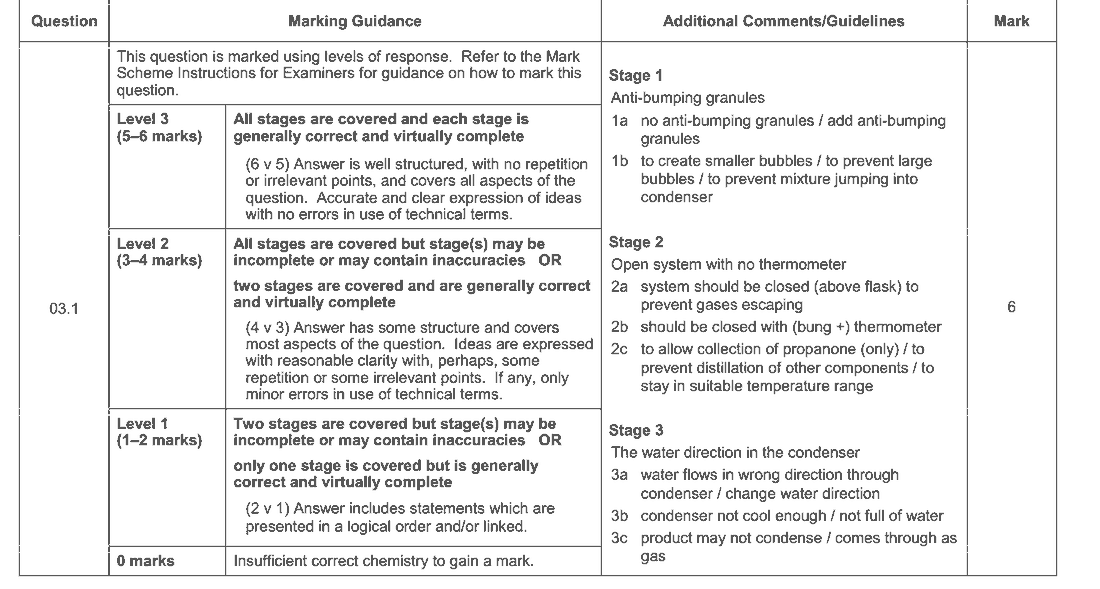 Question
Marking Guidance
Additional Comments/Guidelines
Mark
03.1
This question is marked using levels of response. Refer to the Mark
Scheme Instructions for Examiners for guidance on how to mark this
question.
Level 3
(5–6 marks)
All stages are covered and each stage is
generally correct and virtually complete
(6 v 5) Answer is well structured, with no repetition
or irrelevant points, and covers all aspects of the
question. Accurate and clear expression of ideas
with no errors in use of technical terms.
Level 2
(3–4 marks)
All stages are covered but stage(s) may be
incomplete or may contain inaccuracies OR
two stages are covered and are generally correct
and virtually complete
(4 v 3) Answer has some structure and covers
most aspects of the question. Ideas are expressed
with reasonable clarity with, perhaps, some
repetition or some irrelevant points. If any, only
minor errors in use of technical terms.
Level 1
(1–2 marks)
Two stages are covered but stage(s) may be
incomplete or may contain inaccuracies OR
only one stage is covered but is generally
correct and virtually complete
(2 v 1) Answer includes statements which are
presented in a logical order and/or linked.
0 marks
Insufficient correct chemistry to gain a mark.
Stage 1
Anti-bumping granules
1a no anti-bumping granules / add anti-bumping
granules
1b to create smaller bubbles / to prevent large
bubbles / to prevent mixture jumping into
condenser
Stage 2
Open system with no thermometer
2a system should be closed (above flask) to
prevent gases escaping
2b should be closed with (bung +) thermometer
2c to allow collection of propanone (only) / to
prevent distillation of other components / to
stay in suitable temperature range
Stage 3
The water direction in the condenser
3a water flows in wrong direction through
condenser / change water direction
3b condenser not cool enough / not full of water
3c product may not condense / comes through as
gas
6